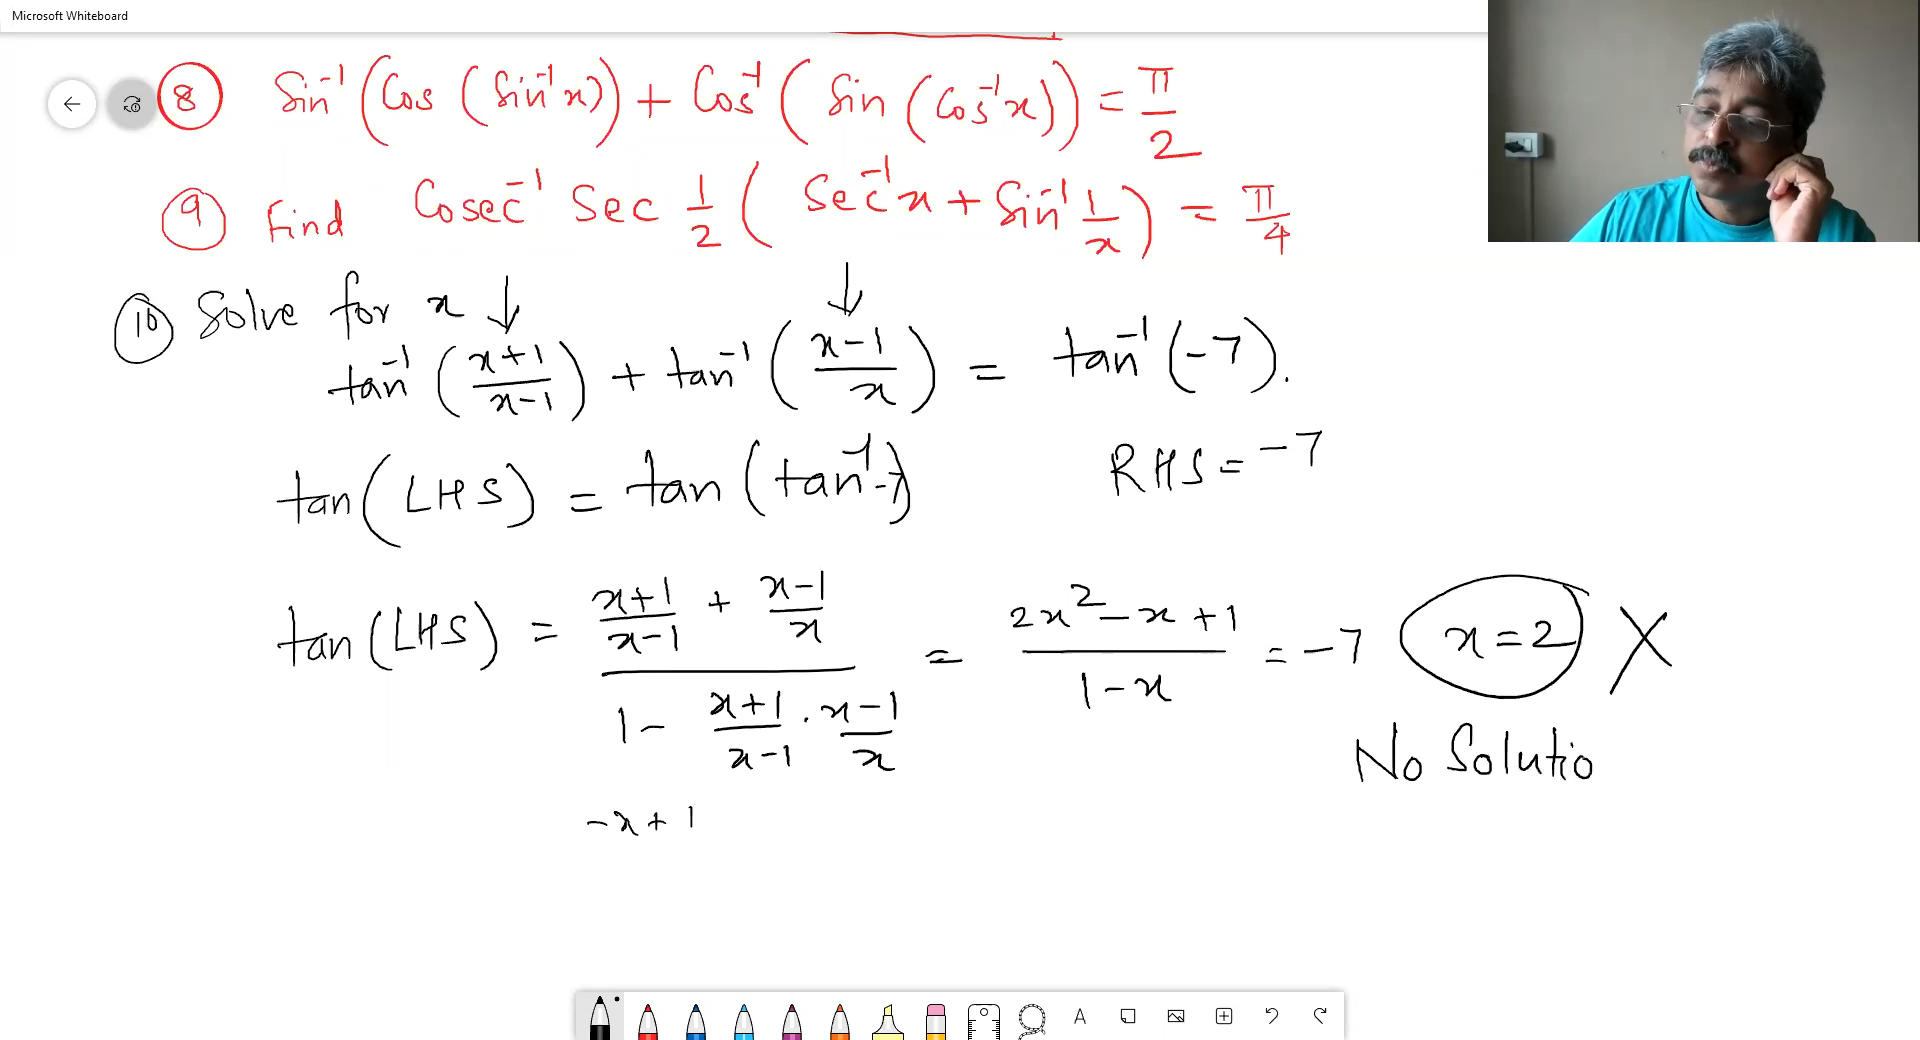 Microsoft Whiteboard
8 Sin⁻¹(Cos(Sin⁻¹x)) + Cos⁻¹(Sin(Cos⁻¹x)) = π/2
9 Find Cosec⁻¹ Sec 1/2 (Sec⁻¹x + Sin⁻¹ 1/x) = π/4
10 Solve for x ↓ ↓
tan⁻¹((x+1)/(x-1)) + tan⁻¹((x-1)/x) = tan⁻¹(-7).
tan(LHS) = tan(tan⁻¹-7) RHS = -7
tan(LHS) = ((x+1)/(x-1) + (x-1)/x) / (1 - (x+1)/(x-1) · (x-1)/x) = (2x²-x+1)/(1-x) = -7 x=2 X
No Solutio
-x+1
A